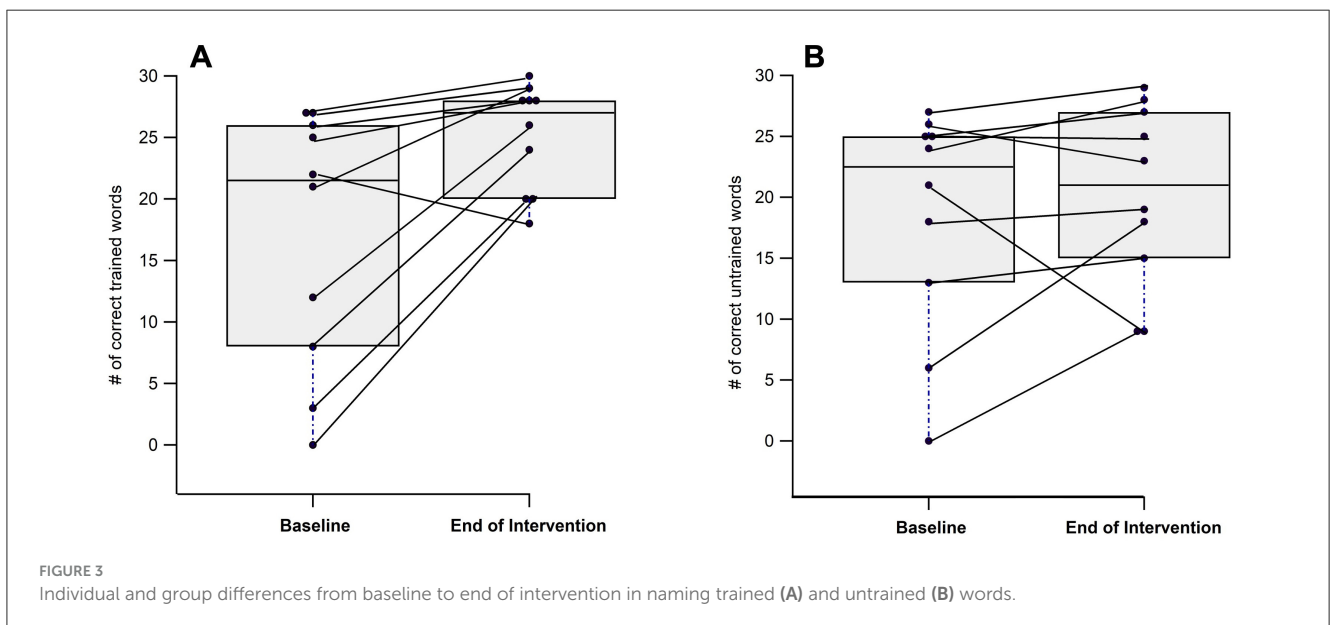 A
B
# of correct trained words
30
25
20
15
10
5
0
Baseline
End of Intervention
# of correct untrained words
30
25
20
15
10
5
0
Baseline
End of Intervention
FIGURE 3
Individual and group differences from baseline to end of intervention in naming trained (A) and untrained (B) words.